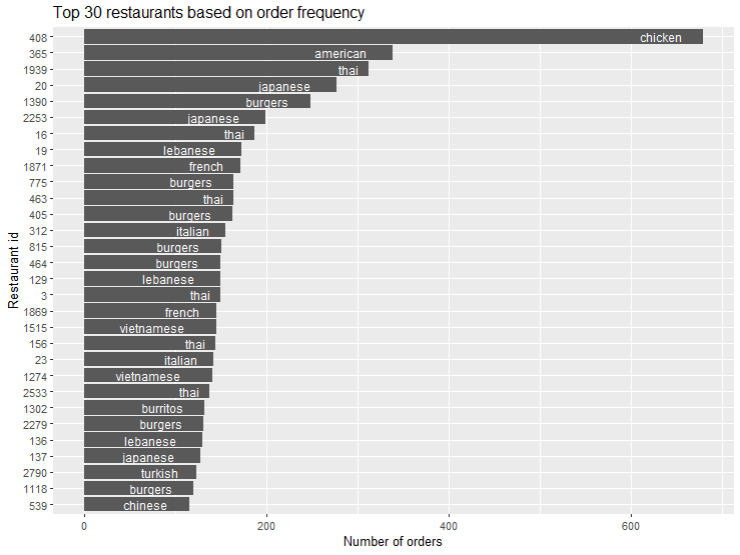 Top 30 restaurants based on order frequency
Restaurant id
408 chicken
365 american
1939 thai
20 japanese
1390 burgers
2253 japanese
16 thai
19 lebanese
1871 french
775 burgers
463 thai
405 burgers
312 italian
815 burgers
464 burgers
129 lebanese
3 thai
1869 french
1515 vietnamese
156 thai
23 italian
1274 vietnamese
2533 thai
1302 burritos
2279 burgers
136 lebanese
137 japanese
2790 turkish
1118 burgers
539 chinese
0 200 400 600
Number of orders